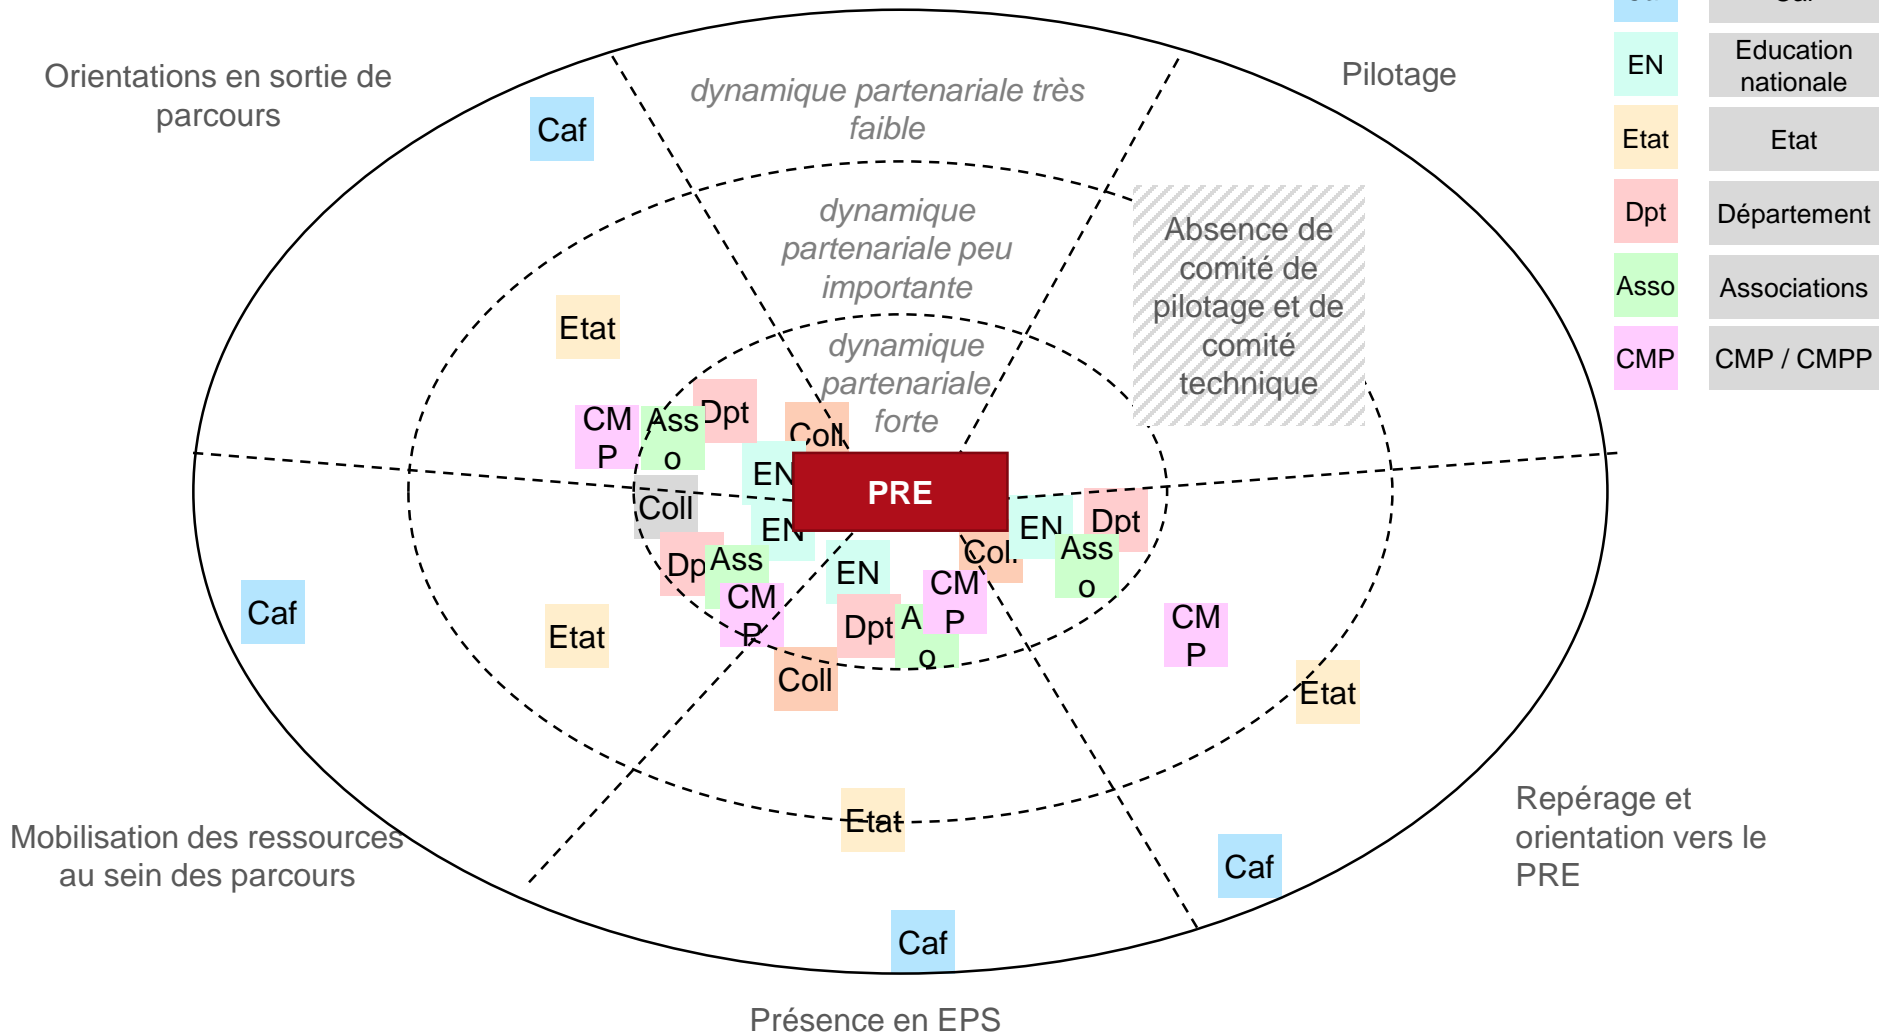 Orientations en sortie de
parcours
Caf
dynamique partenariale très
faible
Pilotage
EN
Education
nationale
Etat
Etat
Dpt
Département
Asso
Associations
CMP
CMP / CMPP
dynamique
partenariale peu
importante
Absence de
comité de
pilotage et de
comité
technique
dynamique
partenariale
forte
Etat
Dpt
CM
P
Ass
o
Coll
EN
PRE
Coll
EN
Dpt
Ass
CM
P
EN
Dpt
o
CM
P
Coll
Coll
EN
Dpt
Ass
o
CM
P
Etat
Caf
Etat
Etat
Caf
Caf
Mobilisation des ressources
au sein des parcours
Repérage et
orientation vers le
PRE
Présence en EPS